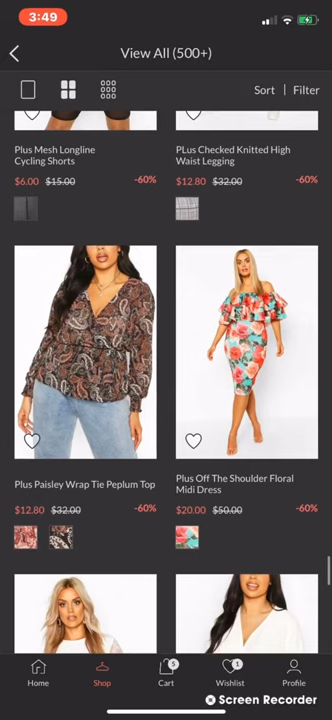 3:49
View All (500+)
Sort | Filter
Plus Mesh Longline
Cycling Shorts
$6.00 $15.00 -60%
PLus Checked Knitted High
Waist Legging
$12.80 $32.00 -60%
Plus Paisley Wrap Tie Peplum Top
$12.80 $32.00 -60%
Plus Off The Shoulder Floral
Midi Dress
$20.00 $50.00 -60%
5
1
Home
Shop
Cart
Wishlist
Profile
Screen Recorder